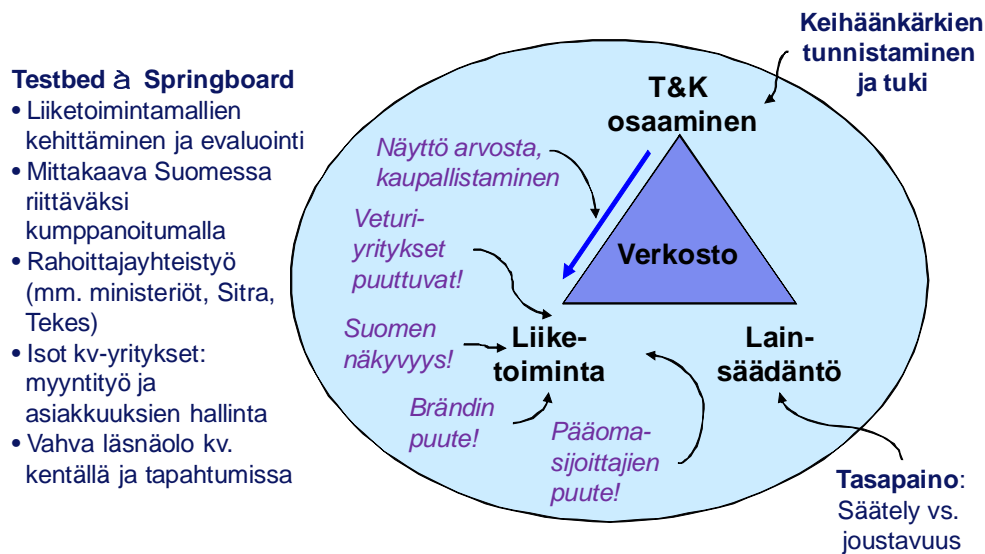 Keihäänkärkien
tunnistaminen
ja tuki
Testbed à Springboard
• Liiketoimintamallien
kehittäminen ja evaluointi
• Mittakaava Suomessa
riittäväksi
kumppanoitumalla
• Rahoittajayhteistyö
(mm. ministeriöt, Sitra,
Tekes)
• Isot kv-yritykset:
myyntityö ja
asiakkuuksien hallinta
• Vahva läsnäolo kv.
kentällä ja tapahtumissa
T&K
osaaminen
Näyttö arvosta,
kaupallistaminen
Veturi-
yritykset
puuttuvat!
Verkosto
Suomen
näkyvyys!
Liike-
toiminta
Lain-
säädäntö
Brändin
puute!
Pääoma-
sijoittajien
puute!
Tasapaino:
Säätely vs.
joustavuus